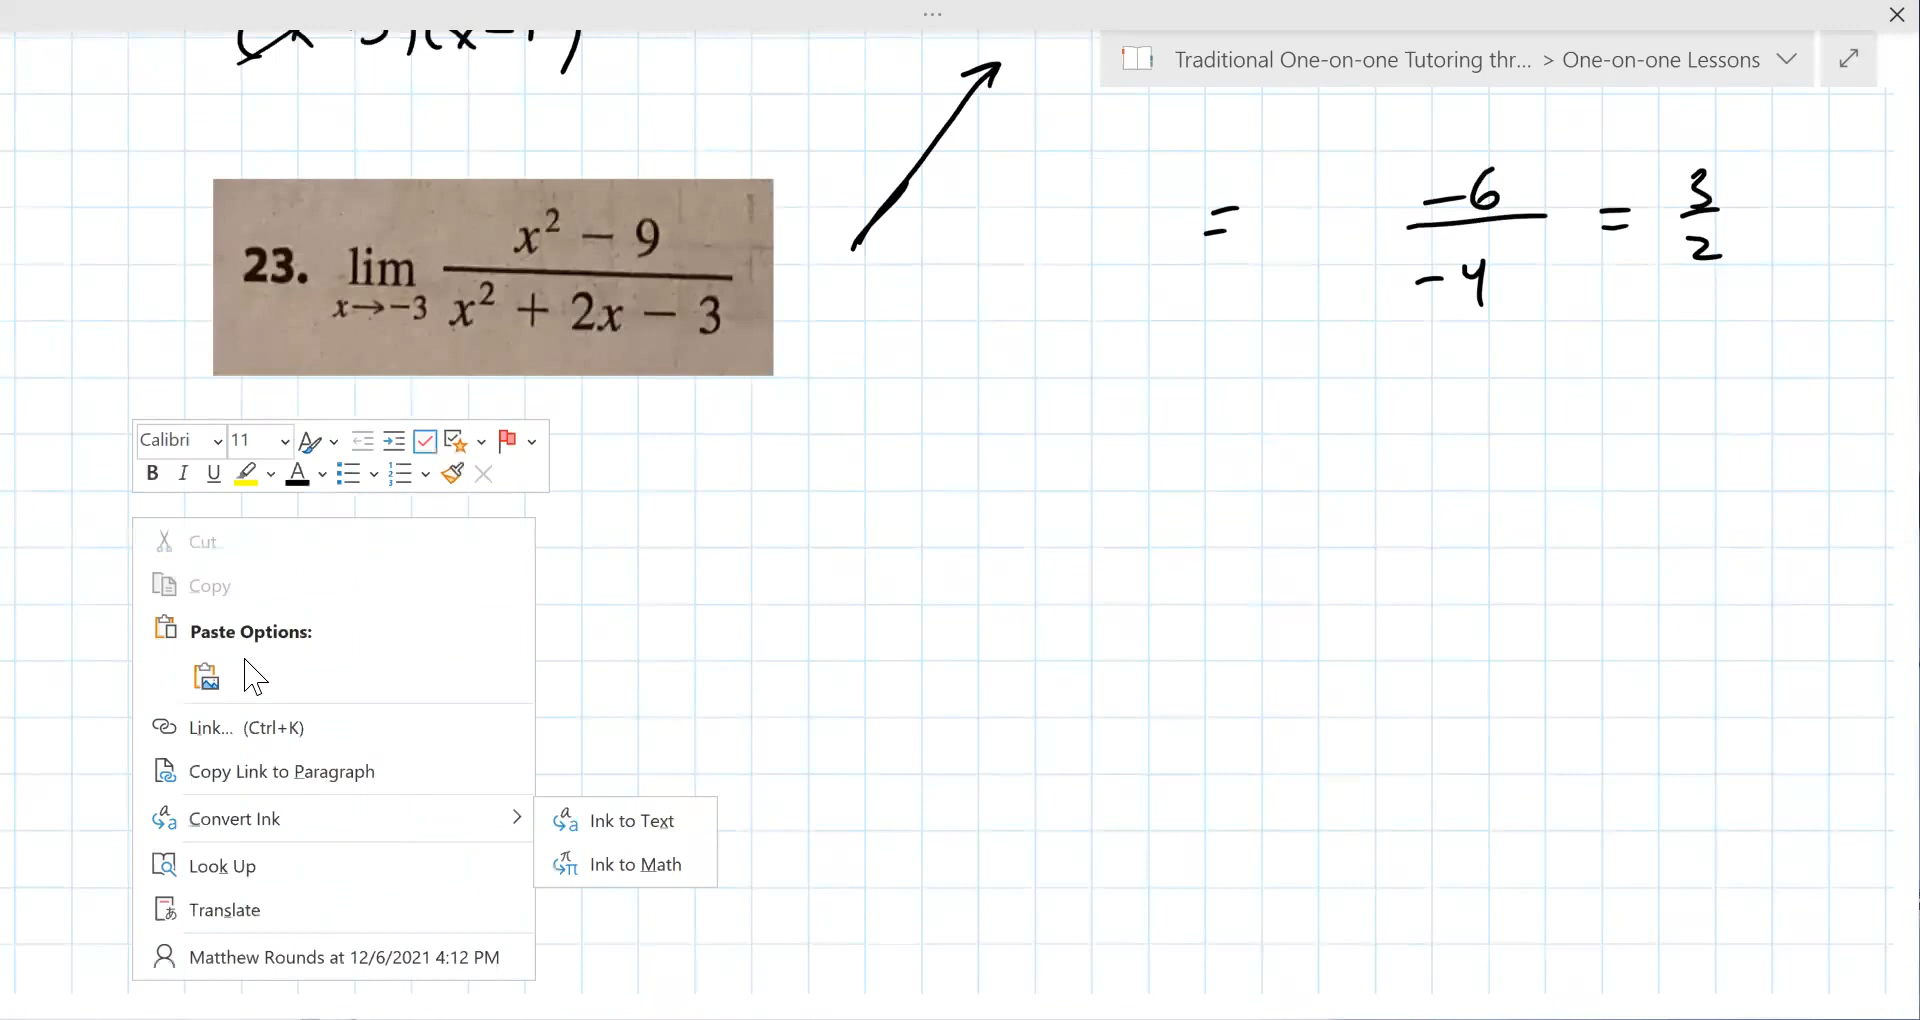 ...
Traditional One-on-one Tutoring thr... > One-on-one Lessons
-6
= ― = 3/2
-4
23. lim x→-3 (x² - 9)/(x² + 2x - 3)
Calibri 11
B I U A
Cut
Copy
Paste Options:
Link... (Ctrl+K)
Copy Link to Paragraph
Convert Ink
Ink to Text
Ink to Math
Look Up
Translate
Matthew Rounds at 12/6/2021 4:12 PM